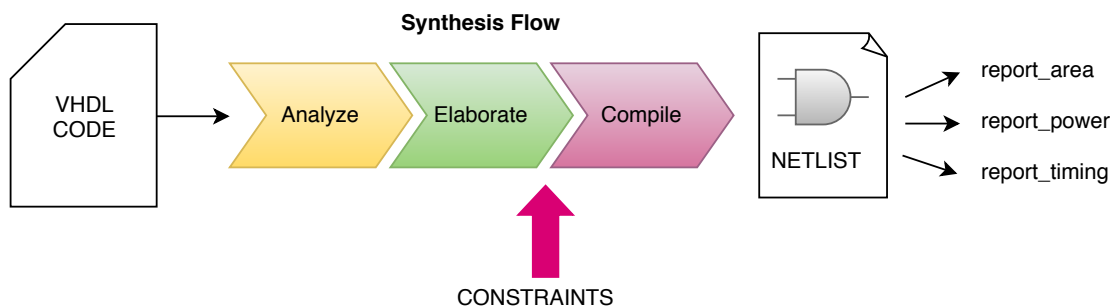 Synthesis Flow
VHDL
CODE
Analyze
Elaborate
Compile
NETLIST
report_area
report_power
report_timing
CONSTRAINTS